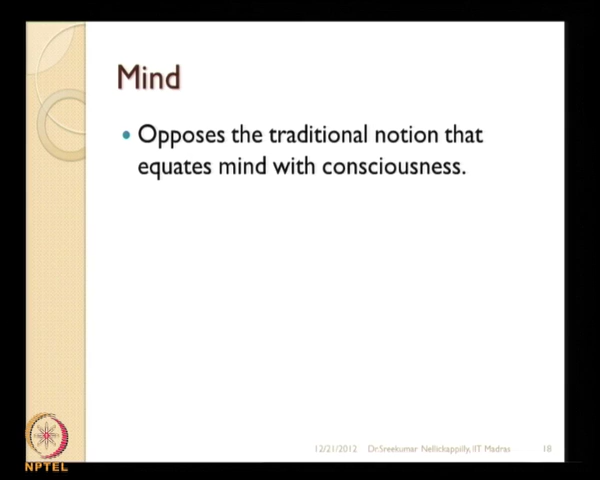 Mind
Opposes the traditional notion that
equates mind with consciousness.
12/21/2012 Dr.Sreekumar Nellickappilly, IIT Madras 18
NPTEL